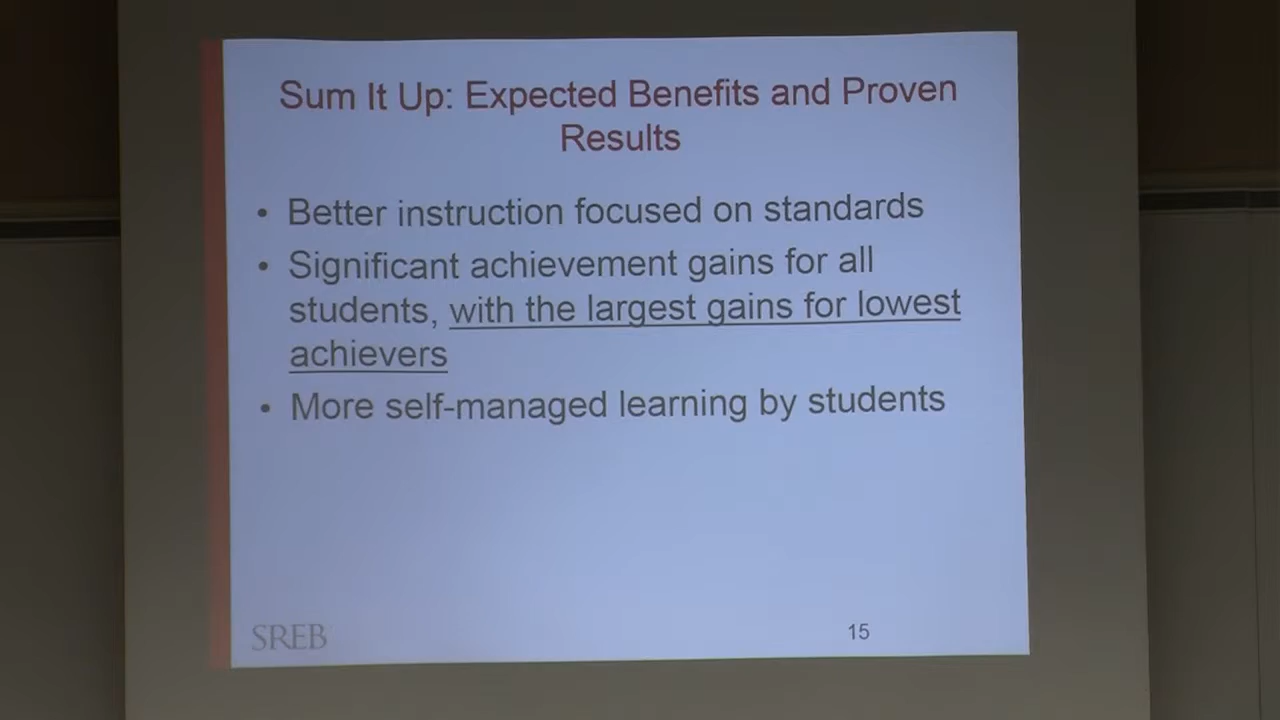 Sum It Up: Expected Benefits and Proven
Results
• Better instruction focused on standards
• Significant achievement gains for all
students, with the largest gains for lowest
achievers
• More self-managed learning by students
SREB
15